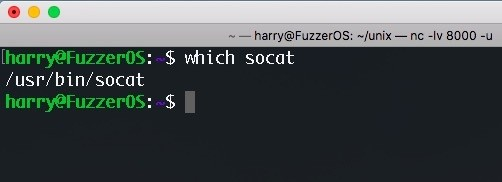 ~ — harry@FuzzerOS: ~/unix — nc -lv 8000 -u
harry@FuzzerOS:~$ which socat
/usr/bin/socat
harry@FuzzerOS:~$